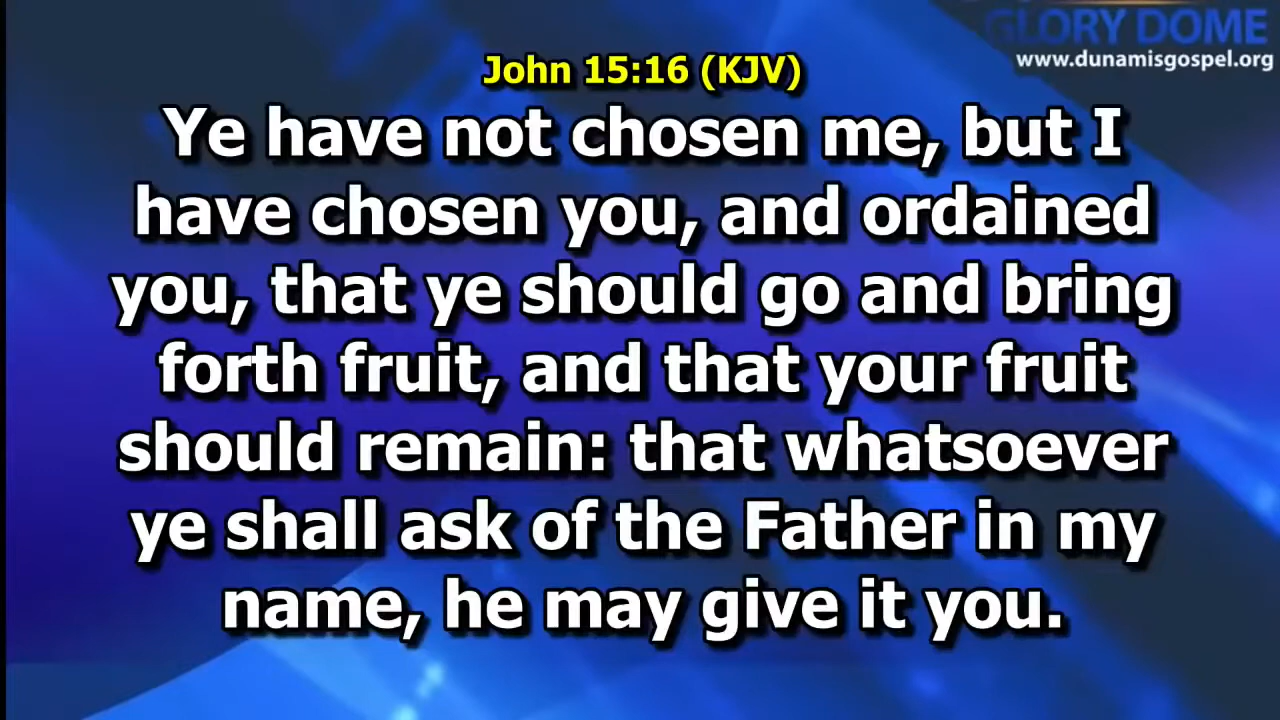 GLORY DOME
www.dunamisgospel.org
John 15:16 (KJV)
Ye have not chosen me, but I
have chosen you, and ordained
you, that ye should go and bring
forth fruit, and that your fruit
should remain: that whatsoever
ye shall ask of the Father in my
name, he may give it you.